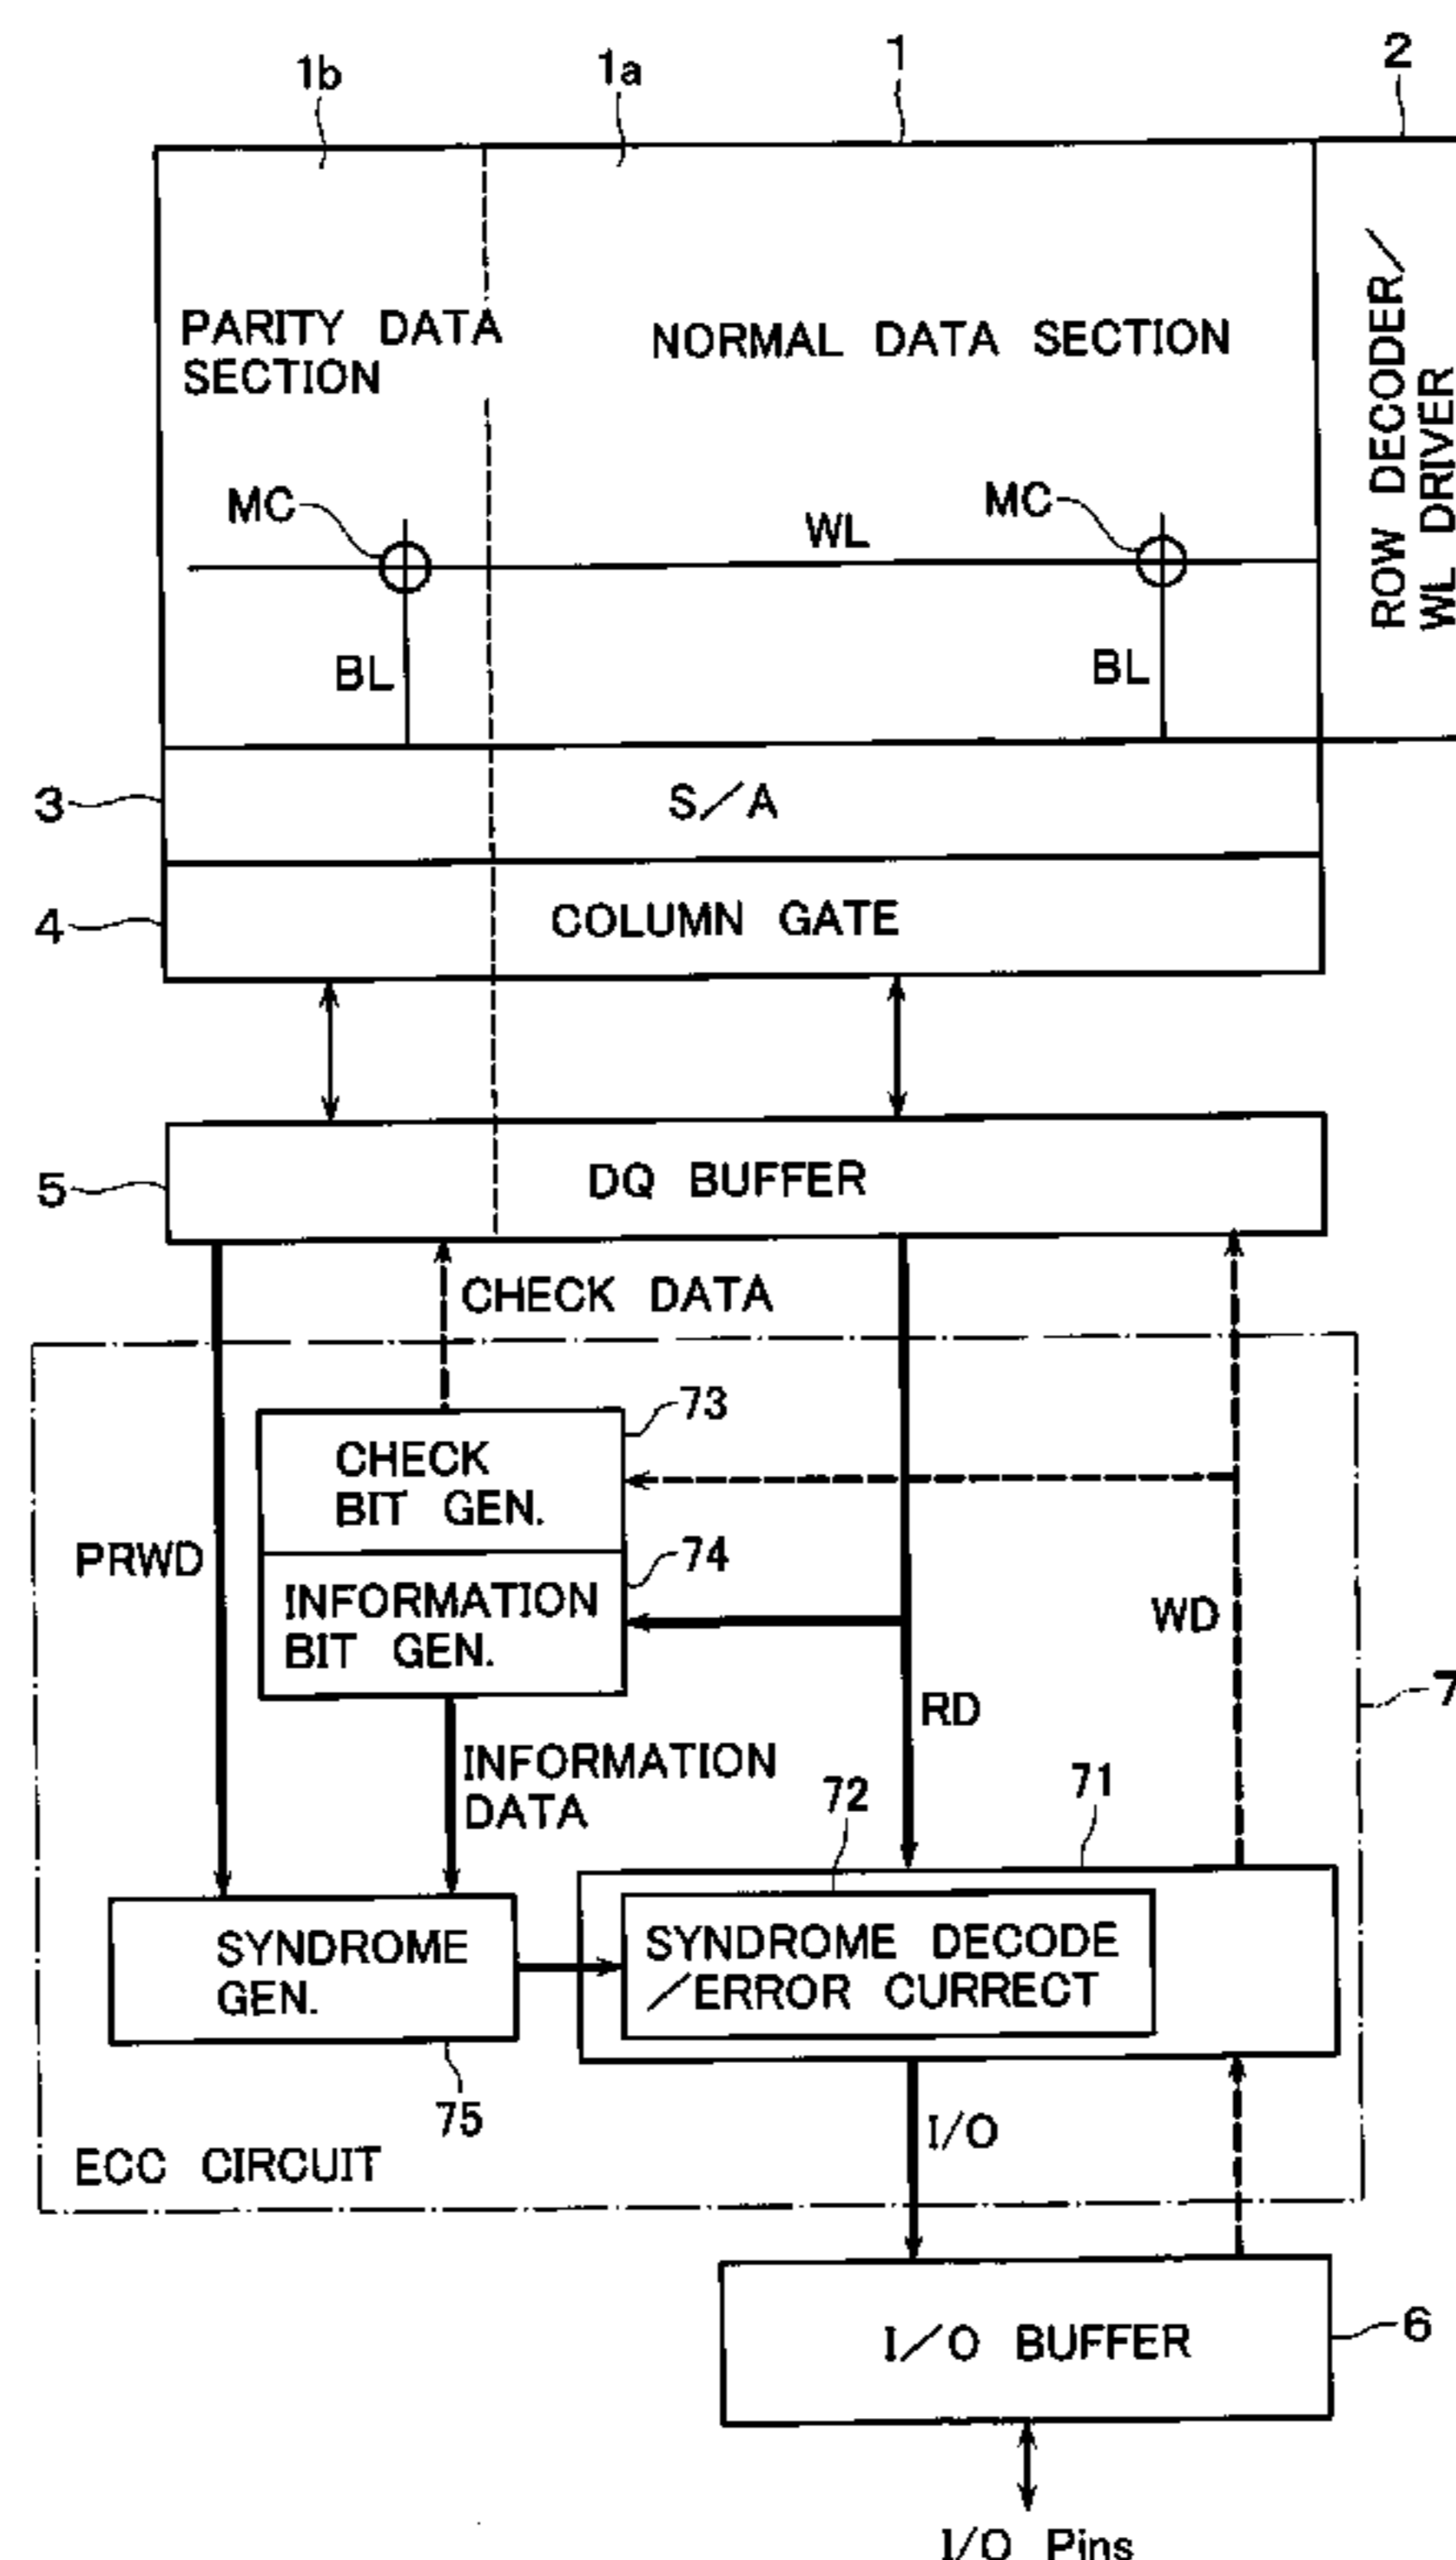 1b
1a
1
2
PARITY DATA
SECTION
NORMAL DATA SECTION
ROW DECODER/
WL DRIVER
MC
WL
MC
BL
BL
3
S/A
4
COLUMN GATE
5
DQ BUFFER
CHECK DATA
73
CHECK
BIT GEN.
PRWD
74
INFORMATION
BIT GEN.
WD
7
RD
INFORMATION
DATA
72
71
SYNDROME
GEN.
SYNDROME DECODE
/ERROR CURRECT
75
I/O
ECC CIRCUIT
I/O BUFFER
6
I/O Pins